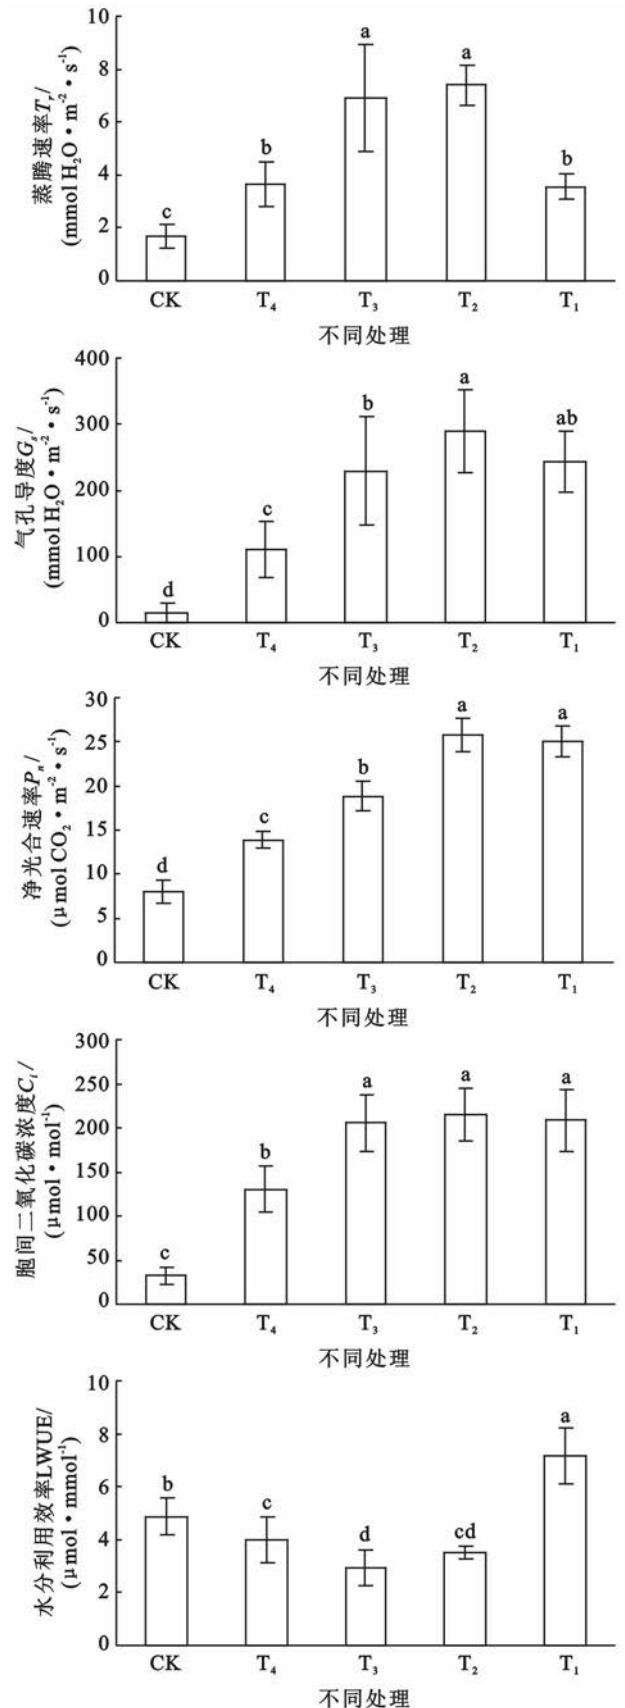 蒸腾速率Tr/
(mmol H₂O•m⁻²•s⁻¹)
10
8
6
4
2
0
c
b
a
a
b
CK T₄ T₃ T₂ T₁
不同处理
气孔导度Gs/
(mmol H₂O•m⁻²•s⁻¹)
400
300
200
100
0
d
c
b
a
ab
CK T₄ T₃ T₂ T₁
不同处理
净光合速率Pn/
(μmol CO₂•m⁻²•s⁻¹)
30
25
20
15
10
5
0
d
c
b
a
a
CK T₄ T₃ T₂ T₁
不同处理
胞间二氧化碳浓度Ci/
(μmol•mol⁻¹)
300
250
200
150
100
50
0
c
b
a
a
a
CK T₄ T₃ T₂ T₁
不同处理
水分利用效率LWUE/
(μmol•mmol⁻¹)
10
8
6
4
2
0
b
c
d
cd
a
CK T₄ T₃ T₂ T₁
不同处理